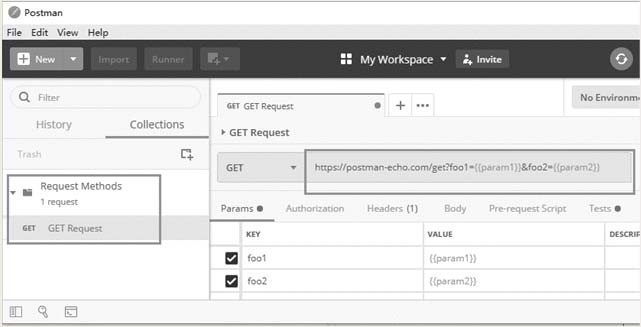 Postman
File Edit View Help
New Import Runner My Workspace Invite
Filter
History Collections
Trash
Request Methods
1 request
GET GET Request
GET GET Request
No Environme
GET Request
GET https://postman-echo.com/get?foo1={{param1}}&foo2={{param2}}
Params Authorization Headers (1) Body Pre-request Script Tests
KEY VALUE DESCRIP
foo1 {{param1}}
foo2 {{param2}}